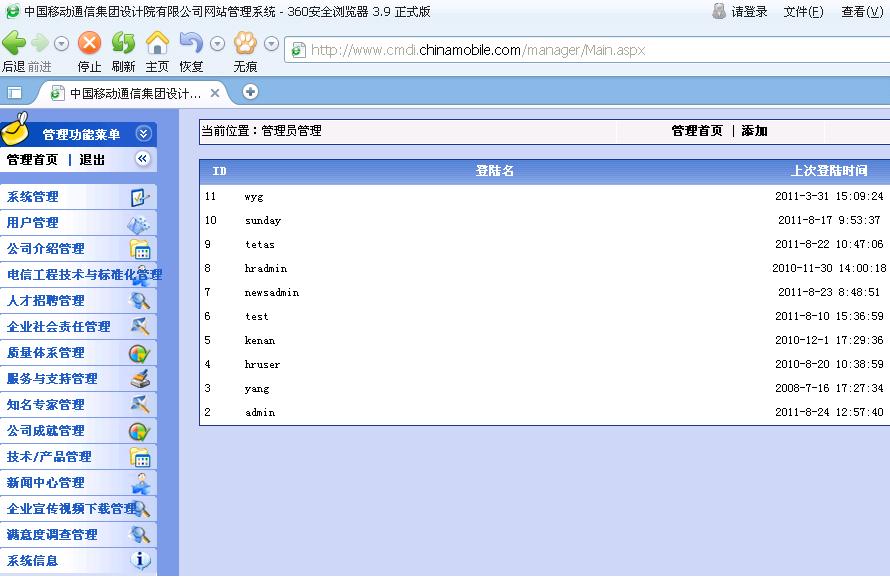 中国移动通信集团设计院有限公司网站管理系统 - 360安全浏览器 3.9 正式版 请登录 文件(F) 查看(V)
后退 前进 停止 刷新 主页 恢复 无痕
http://www.cmdi.chinamobile.com/manager/Main.aspx
中国移动通信集团设计...
管理功能菜单
管理首页 | 退出
系统管理
用户管理
公司介绍管理
电信工程技术与标准化管理
人才招聘管理
企业社会责任管理
质量体系管理
服务与支持管理
知名专家管理
公司成就管理
技术/产品管理
新闻中心管理
企业宣传视频下载管理
满意度调查管理
系统信息
当前位置：管理员管理 管理首页 | 添加
ID 登陆名 上次登陆时间
11 wyg 2011-3-31 15:09:24
10 sunday 2011-8-17 9:53:37
9 tetas 2011-8-22 10:47:06
8 hradmin 2010-11-30 14:00:18
7 newsadmin 2011-8-23 8:48:51
6 test 2011-8-10 15:36:59
5 kenan 2010-12-1 17:29:36
4 hruser 2010-8-20 10:38:59
3 yang 2008-7-16 17:27:34
2 admin 2011-8-24 12:57:40